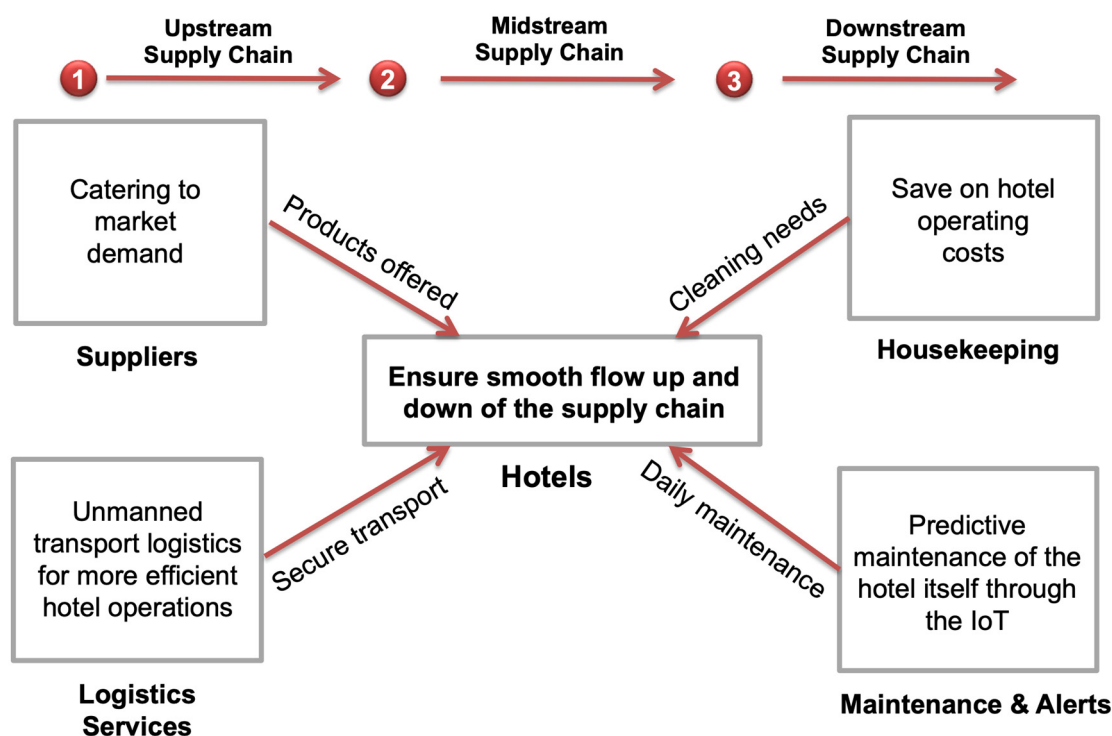 Upstream
Supply Chain
Midstream
Supply Chain
Downstream
Supply Chain
1
2
3
Catering to
market
demand
Suppliers
Products offered
Save on hotel
operating
costs
Housekeeping
Cleaning needs
Ensure smooth flow up and
down of the supply chain
Hotels
Unmanned
transport logistics
for more efficient
hotel operations
Logistics
Services
Secure transport
Daily maintenance
Predictive
maintenance of the
hotel itself through
the IoT
Maintenance & Alerts